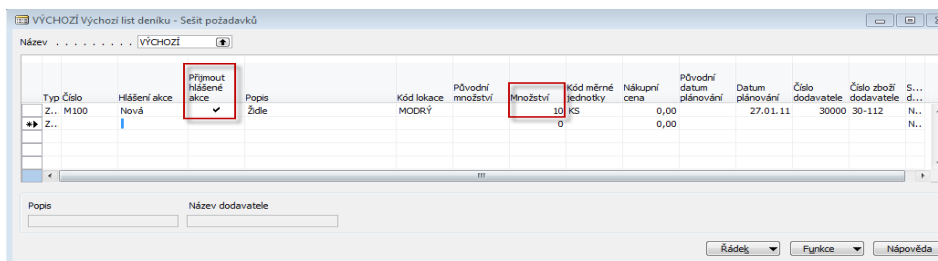 VÝCHOZÍ Výchozí list deníku - Sešit požadavků
Název . . . . . . . . . VÝCHOZÍ
Typ Číslo Hlášení akce Přijmout hlášené akce Popis Kód lokace Původní množství Množství Kód měrné jednotky Nákupní cena Původní datum plánování Datum plánování Číslo dodavatele Číslo zboží dodavatele S... d...
Z... M100 Nová Židle MODRÝ 10 KS 0,00 27.01.11 30000 30-112 N...
Z... 0 0,00 N...
Popis Název dodavatele
Řádek Funkce Nápověda